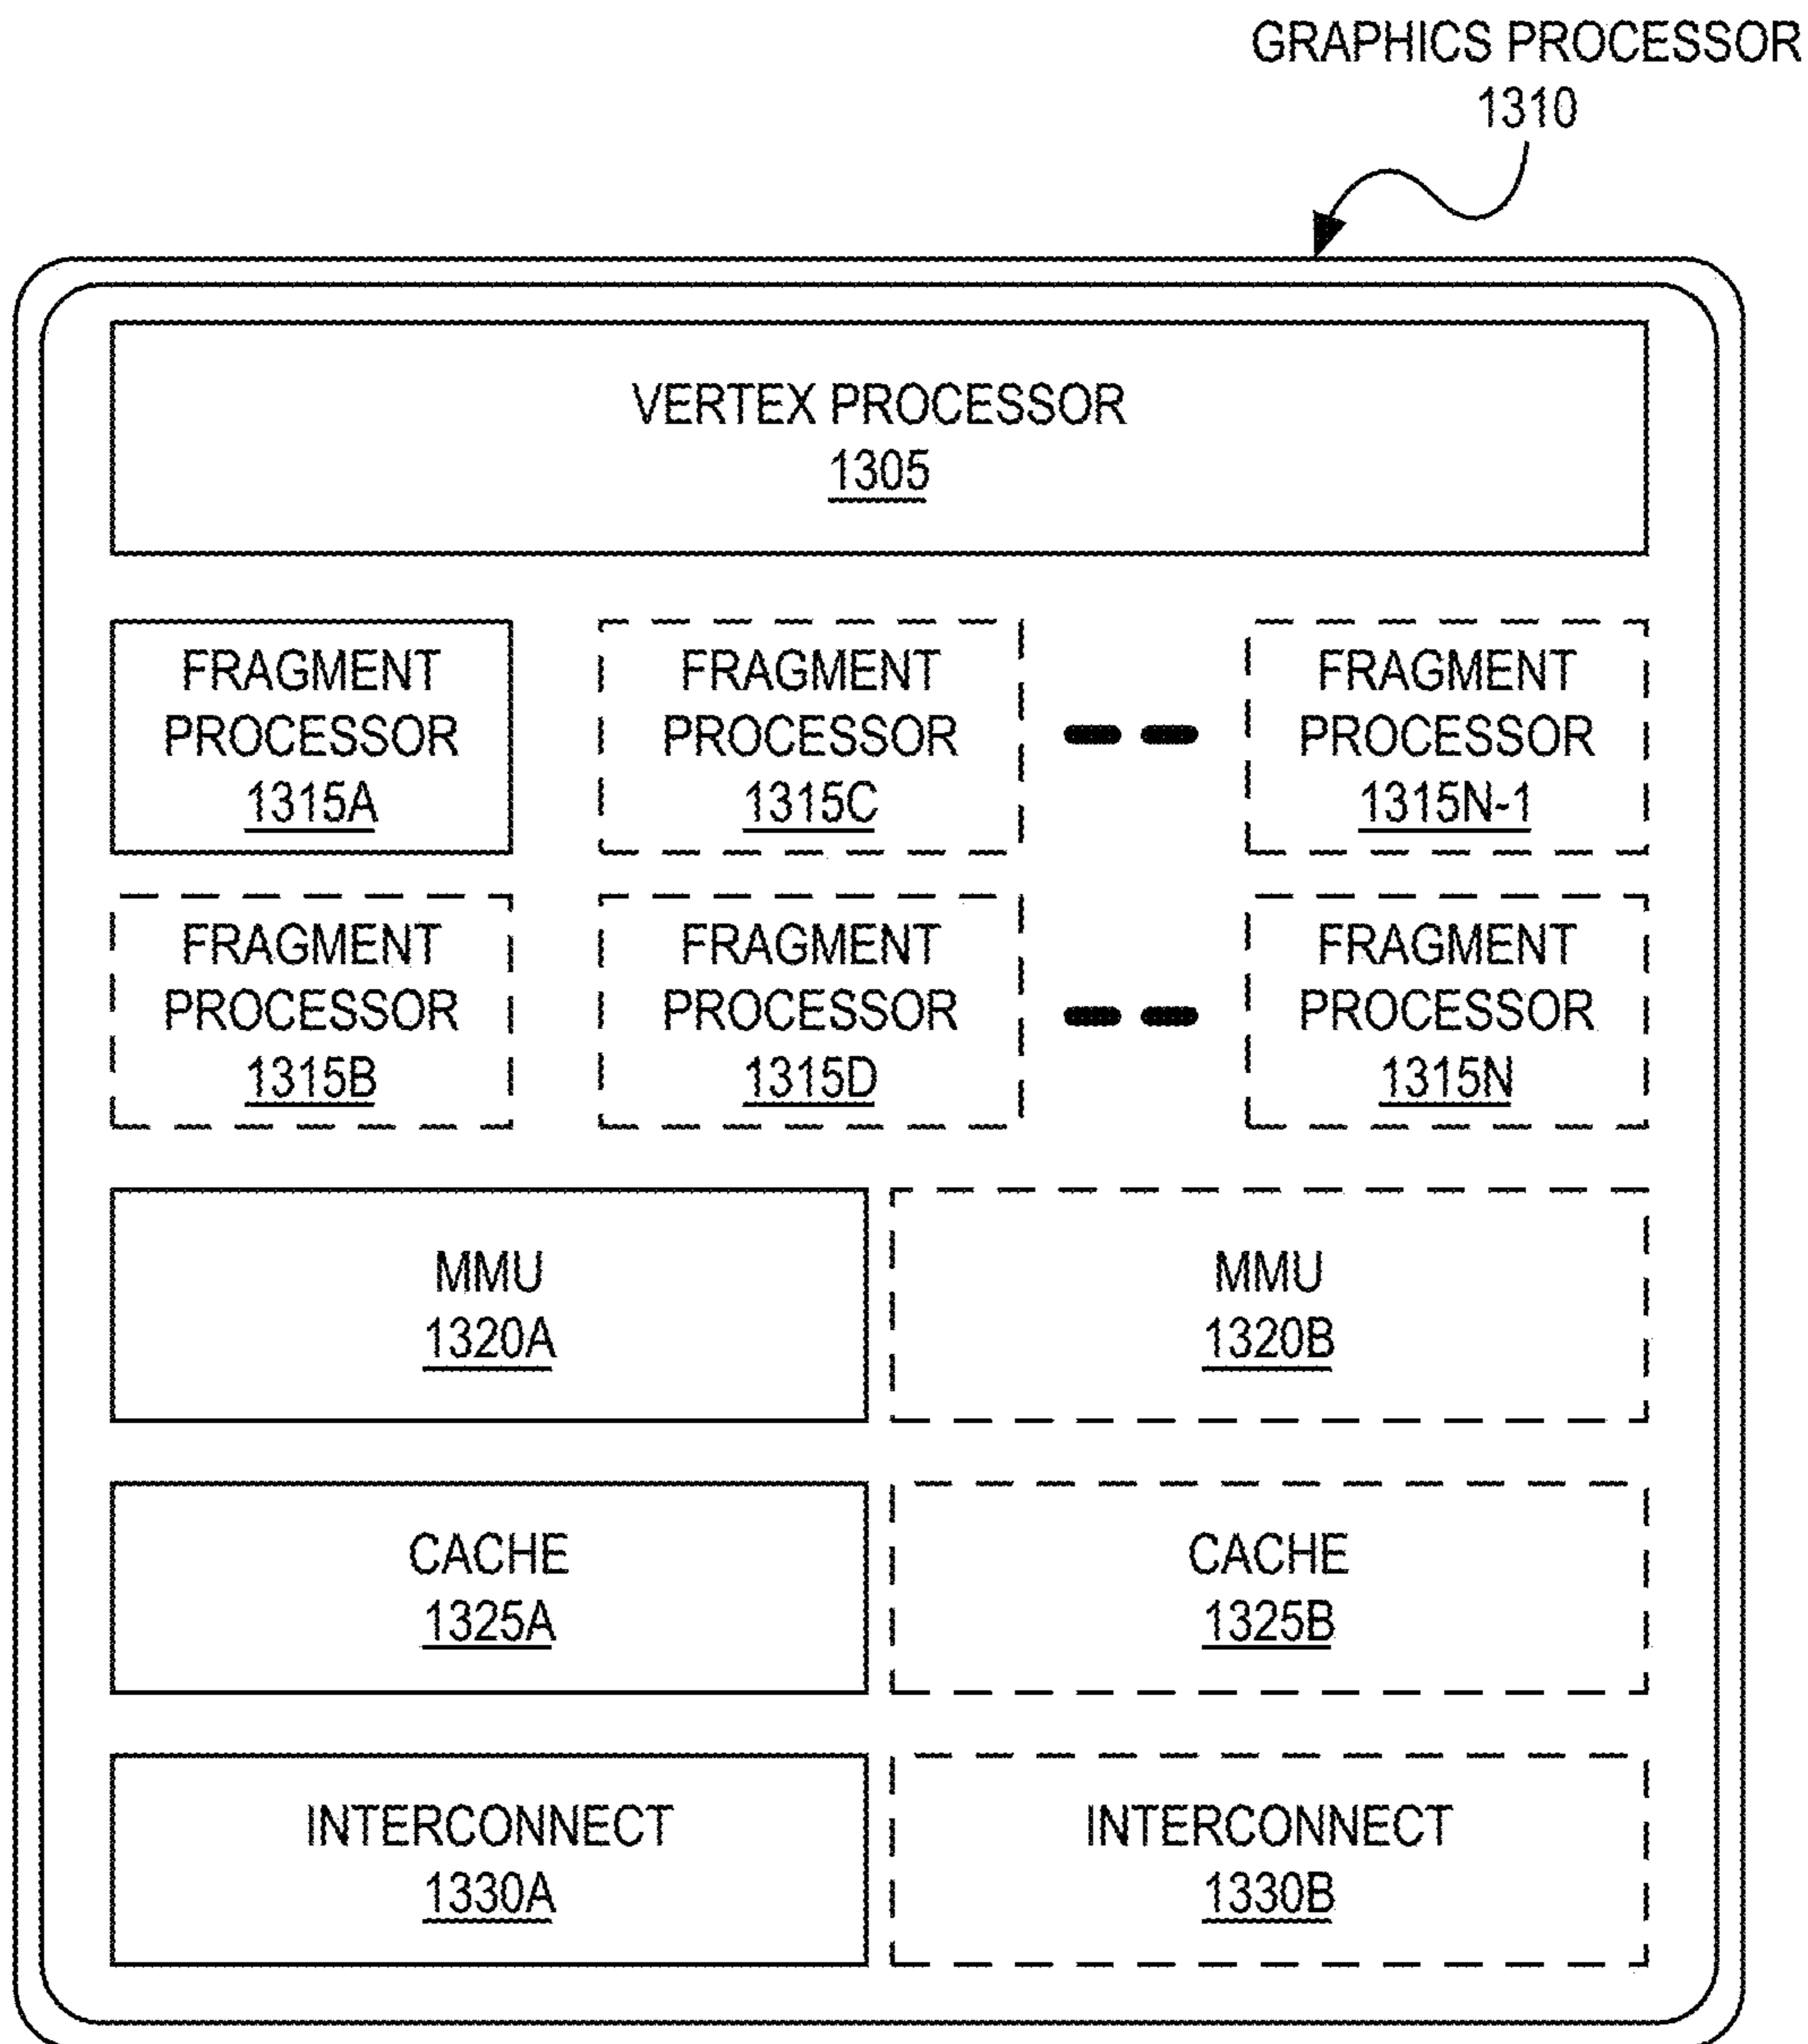 GRAPHICS PROCESSOR
1310
VERTEX PROCESSOR
1305
FRAGMENT
PROCESSOR
1315A
FRAGMENT
PROCESSOR
1315C
FRAGMENT
PROCESSOR
1315N-1
FRAGMENT
PROCESSOR
1315B
FRAGMENT
PROCESSOR
1315D
FRAGMENT
PROCESSOR
1315N
MMU
1320A
MMU
1320B
CACHE
1325A
CACHE
1325B
INTERCONNECT
1330A
INTERCONNECT
1330B